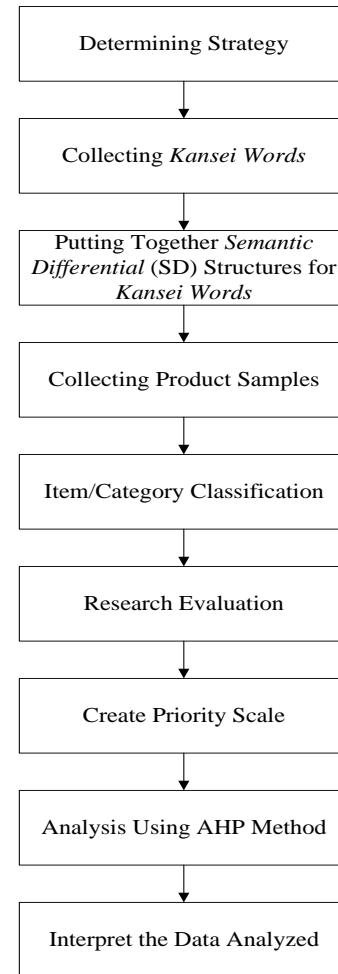 Determining Strategy
Collecting Kansei Words
Putting Together Semantic
Differential (SD) Structures for
Kansei Words
Collecting Product Samples
Item/Category Classification
Research Evaluation
Create Priority Scale
Analysis Using AHP Method
Interpret the Data Analyzed